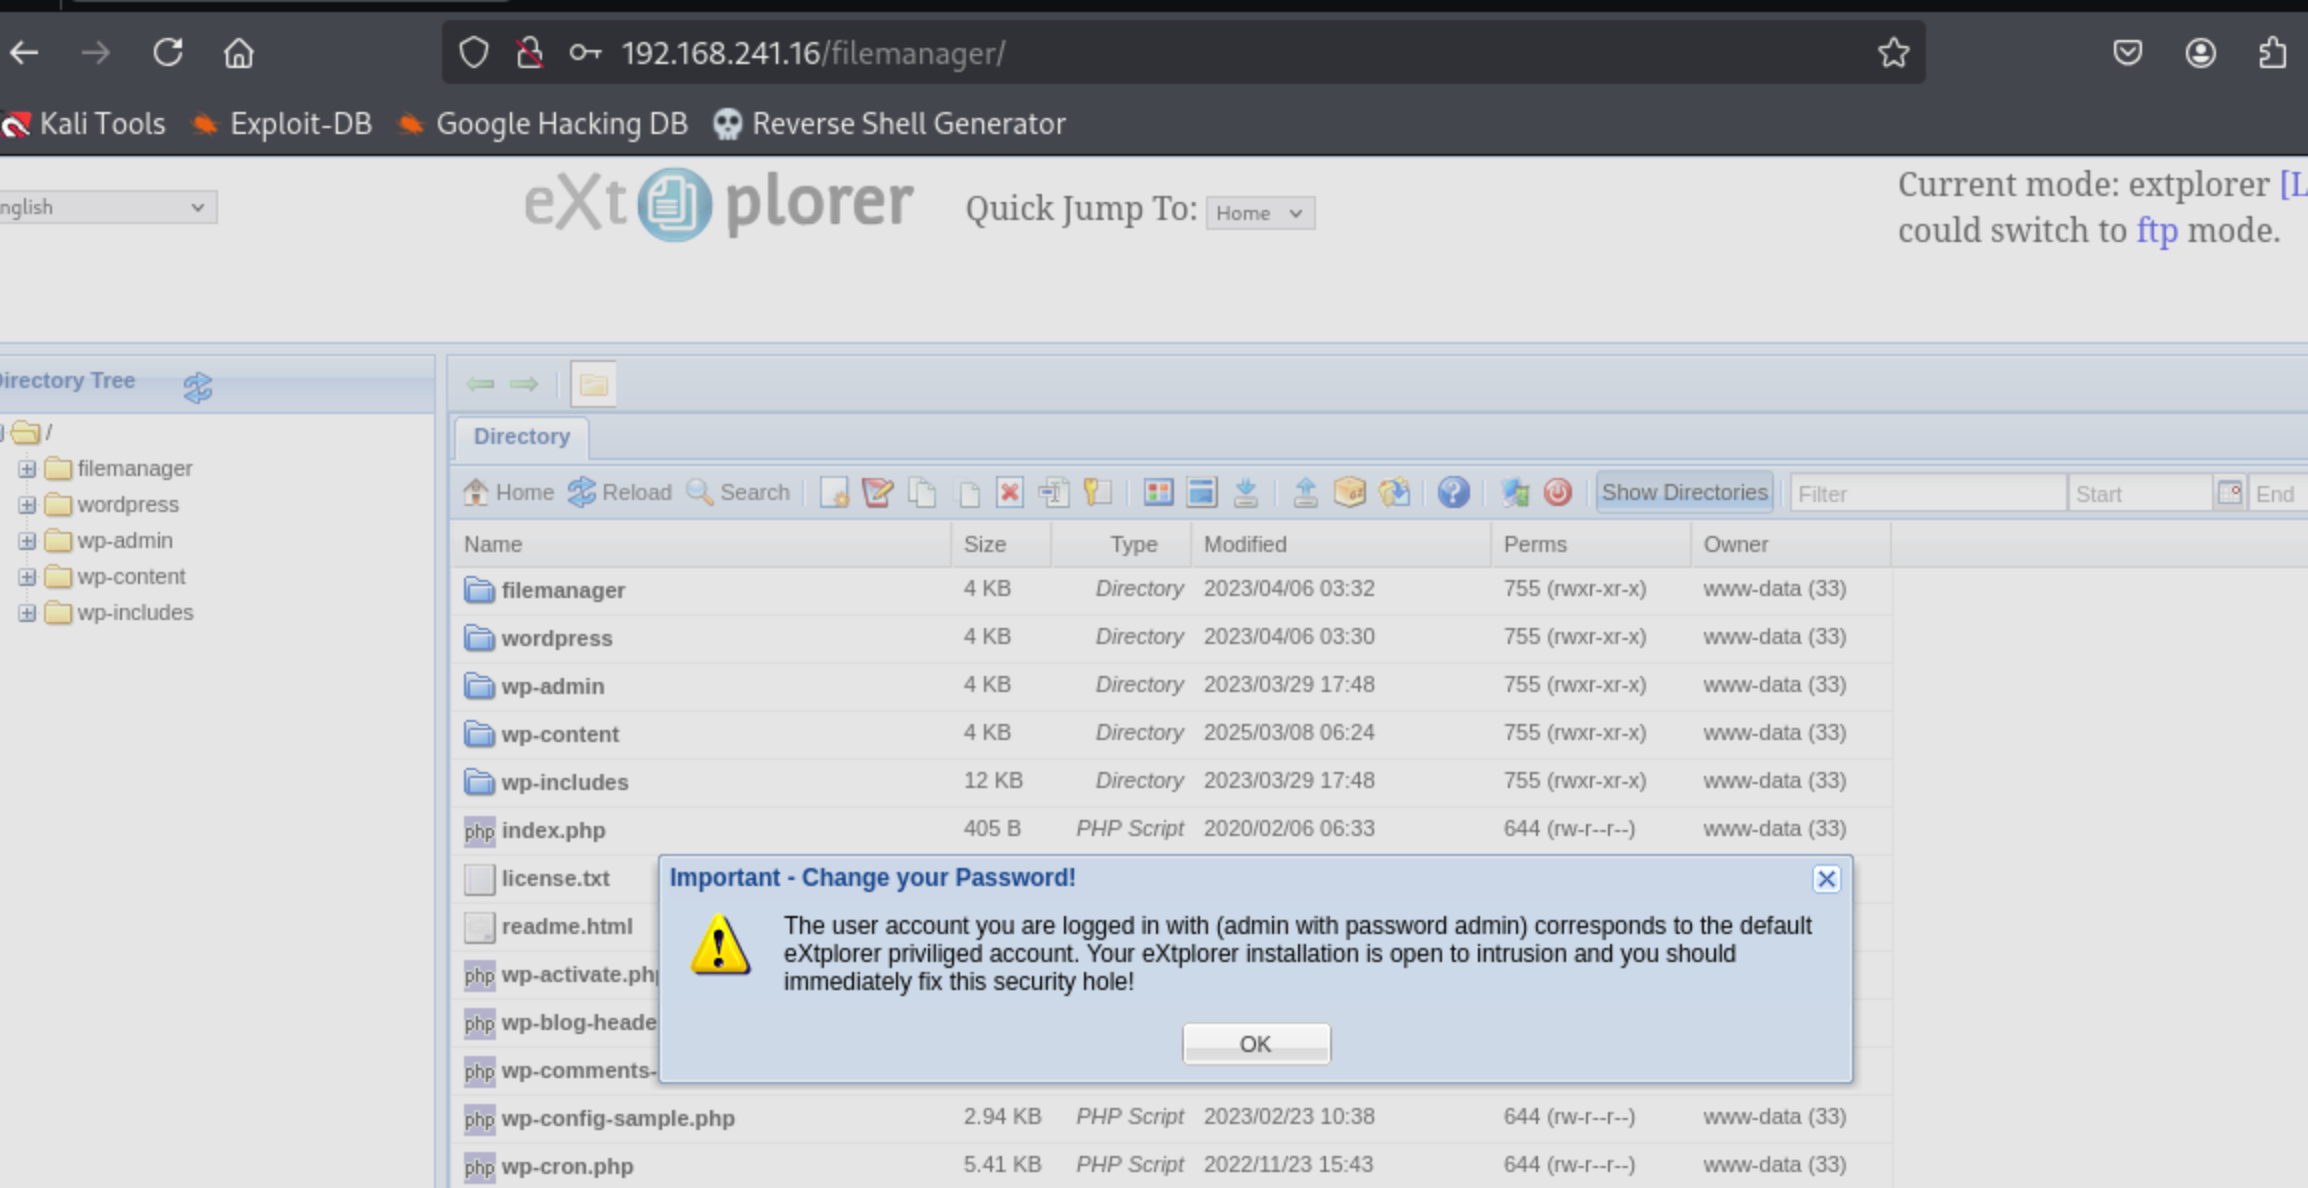 192.168.241.16/filemanager/
Kali Tools Exploit-DB Google Hacking DB Reverse Shell Generator
nglish
eXtplorer
Quick Jump To: Home
Current mode: extplorer [L
could switch to ftp mode.
Directory Tree
/
filemanager
wordpress
wp-admin
wp-content
wp-includes
Directory
Home Reload Search Show Directories Filter Start End
Name Size Type Modified Perms Owner
filemanager 4 KB Directory 2023/04/06 03:32 755 (rwxr-xr-x) www-data (33)
wordpress 4 KB Directory 2023/04/06 03:30 755 (rwxr-xr-x) www-data (33)
wp-admin 4 KB Directory 2023/03/29 17:48 755 (rwxr-xr-x) www-data (33)
wp-content 4 KB Directory 2025/03/08 06:24 755 (rwxr-xr-x) www-data (33)
wp-includes 12 KB Directory 2023/03/29 17:48 755 (rwxr-xr-x) www-data (33)
php index.php 405 B PHP Script 2020/02/06 06:33 644 (rw-r--r--) www-data (33)
license.txt
readme.html
php wp-activate.php
php wp-blog-heade
php wp-comments-
Important - Change your Password!
The user account you are logged in with (admin with password admin) corresponds to the default
eXtplorer priviliged account. Your eXtplorer installation is open to intrusion and you should
immediately fix this security hole!
OK
php wp-config-sample.php 2.94 KB PHP Script 2023/02/23 10:38 644 (rw-r--r--) www-data (33)
php wp-cron.php 5.41 KB PHP Script 2022/11/23 15:43 644 (rw-r--r--) www-data (33)